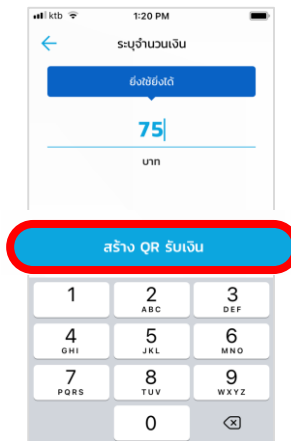 ktb 1:20 PM
ระบุจำนวนเงิน
ยิ่งใช้ยิ่งได้
75
บาท
สร้าง QR รับเงิน
1 2 3
ABC DEF
4 5 6
GHI JKL MNO
7 8 9
PQRS TUV WXYZ
0